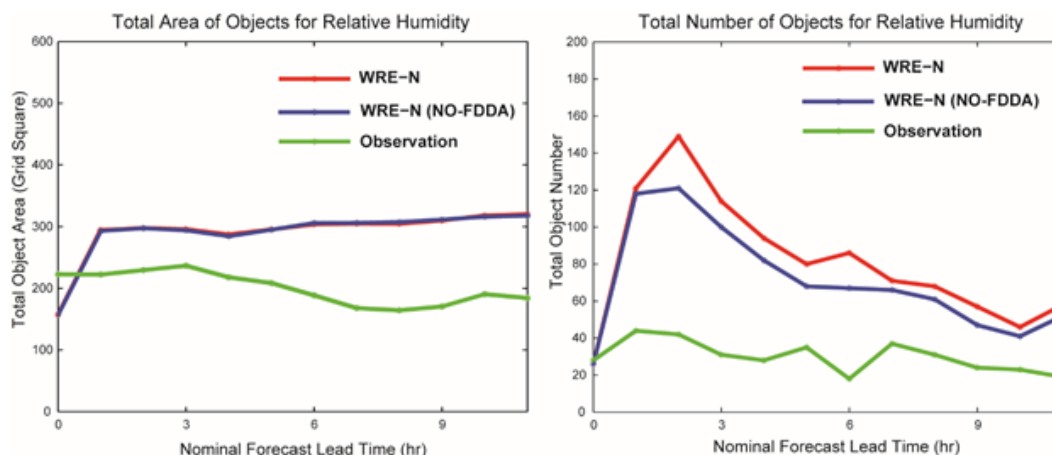 Total Area of Objects for Relative Humidity
600
500
400
300
200
100
0
Total Object Area (Grid Square)
WRE−N
WRE−N (NO-FDDA)
Observation
0 3 6 9
Nominal Forecast Lead Time (hr)
Total Number of Objects for Relative Humidity
200
180
160
140
120
100
80
60
40
20
0
Total Object Number
WRE−N
WRE−N (NO-FDDA)
Observation
0 3 6 9
Nominal Forecast Lead Time (hr)